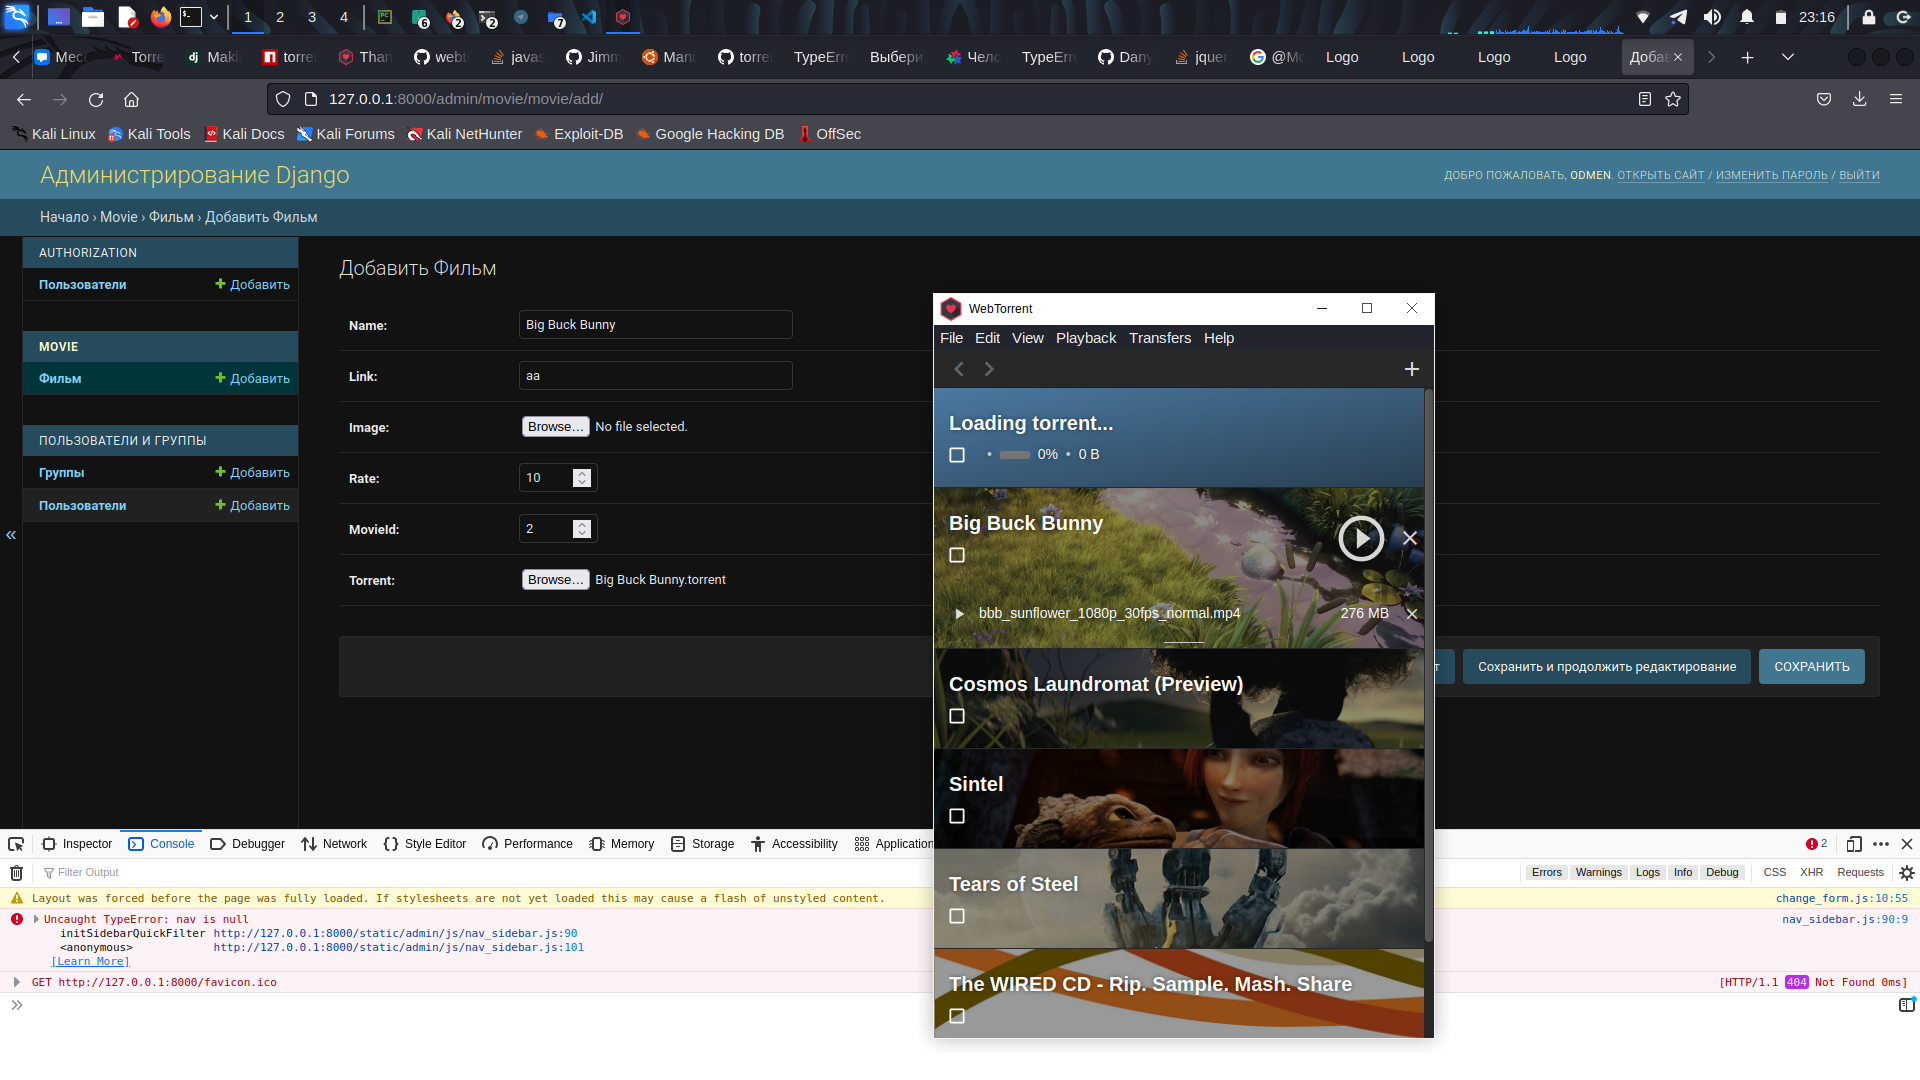 1 2 3 4 6 2 2 7 23:16
Torre Maki torre Than webt javas Jimm Manu torre TypeErr Выбери Чело TypeErr Dany jquer @Mo Logo Logo Logo Logo Добав
127.0.0.1:8000/admin/movie/movie/add/
Kali Linux Kali Tools Kali Docs Kali Forums Kali NetHunter Exploit-DB Google Hacking DB OffSec
Администрирование Django
ДОБРО ПОЖАЛОВАТЬ, ODMEN. ОТКРЫТЬ САЙТ / ИЗМЕНИТЬ ПАРОЛЬ / ВЫЙТИ
Начало › Movie › Фильм › Добавить Фильм
AUTHORIZATION
Пользователи Добавить
MOVIE
Фильм Добавить
ПОЛЬЗОВАТЕЛИ И ГРУППЫ
Группы Добавить
Пользователи Добавить
«
Добавить Фильм
Name: Big Buck Bunny
Link: aa
Image: Browse... No file selected.
Rate: 10
MovieId: 2
Torrent: Browse... Big Buck Bunny.torrent
т Сохранить и продолжить редактирование СОХРАНИТЬ
WebTorrent
File Edit View Playback Transfers Help
Loading torrent...
• 0% • 0 B
Big Buck Bunny
bbb_sunflower_1080p_30fps_normal.mp4 276 MB
Cosmos Laundromat (Preview)
Sintel
Tears of Steel
The WIRED CD - Rip. Sample. Mash. Share
Inspector Console Debugger Network Style Editor Performance Memory Storage Accessibility Application 2
Filter Output Errors Warnings Logs Info Debug CSS XHR Requests
Layout was forced before the page was fully loaded. If stylesheets are not yet loaded this may cause a flash of unstyled content. change_form.js:10:55
Uncaught TypeError: nav is null nav_sidebar.js:90:9
initSidebarQuickFilter http://127.0.0.1:8000/static/admin/js/nav_sidebar.js:90
<anonymous> http://127.0.0.1:8000/static/admin/js/nav_sidebar.js:101
[Learn More]
GET http://127.0.0.1:8000/favicon.ico [HTTP/1.1 404 Not Found 0ms]